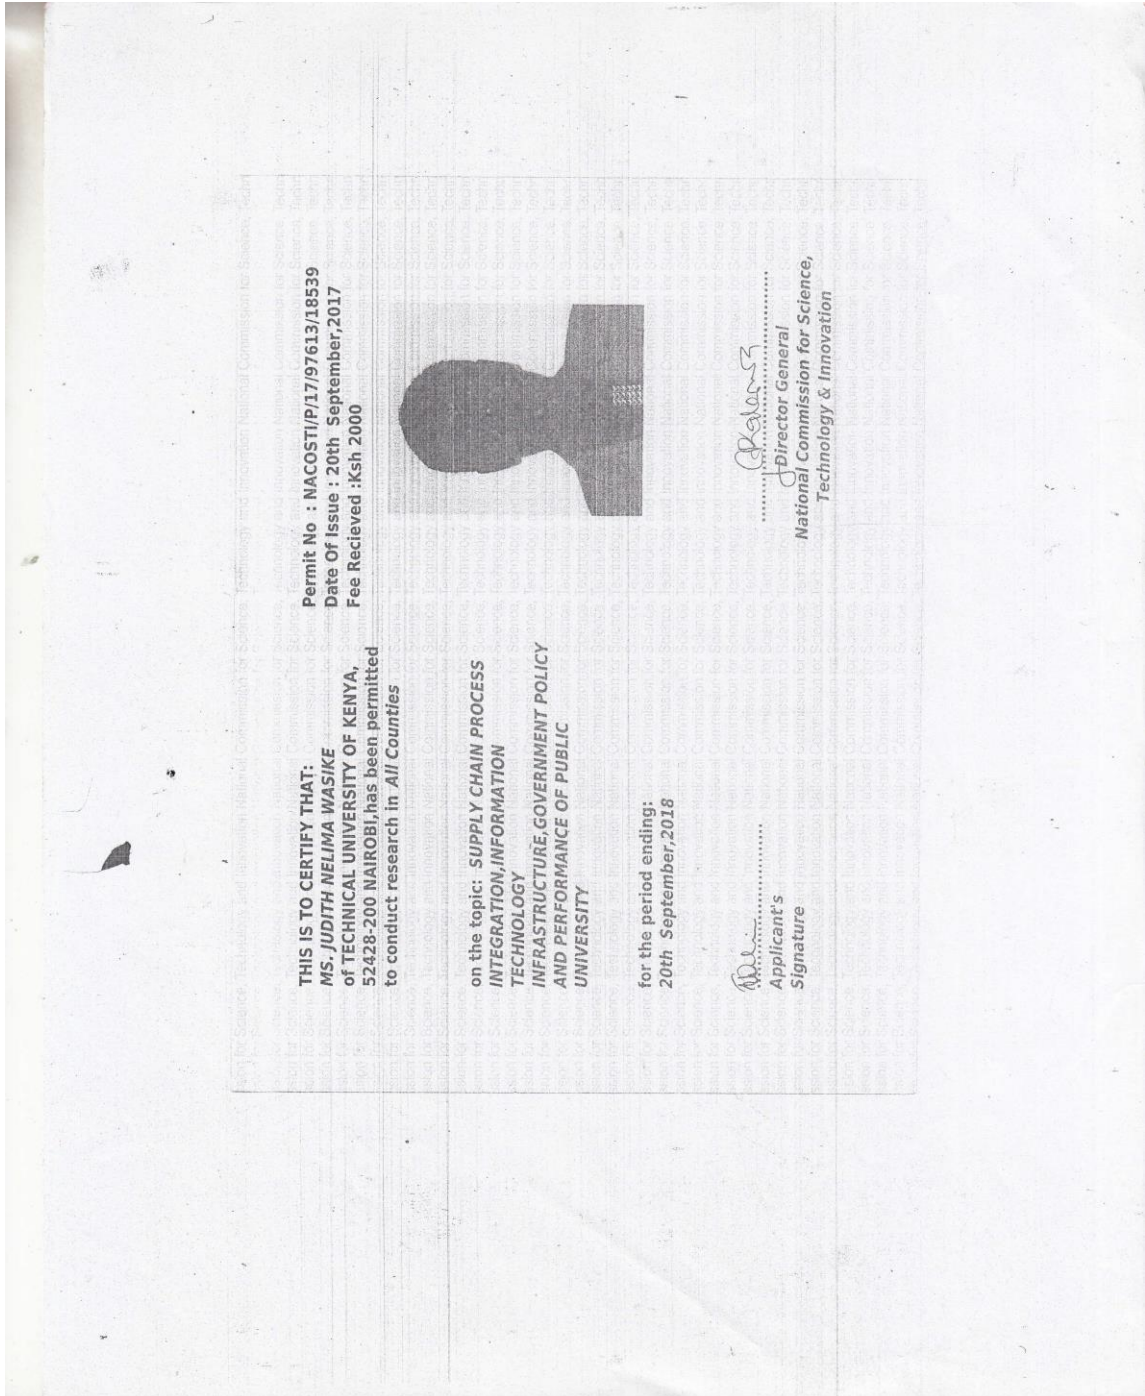 THIS IS TO CERTIFY THAT:
MS. JUDITH NELIMA WASIKE
of TECHNICAL UNIVERSITY OF KENYA,
52428-200 NAIROBI,has been permitted
to conduct research in All Counties
on the topic: SUPPLY CHAIN PROCESS
INTEGRATION,INFORMATION
TECHNOLOGY
INFRASTRUCTURE,GOVERNMENT POLICY
AND PERFORMANCE OF PUBLIC
UNIVERSITY
for the period ending:
20th September,2018
Applicant's
Signature
Permit No : NACOSTI/P/17/97613/18539
Date Of Issue : 20th September,2017
Fee Recieved :Ksh 2000
Director General
National Commission for Science,
Technology & Innovation